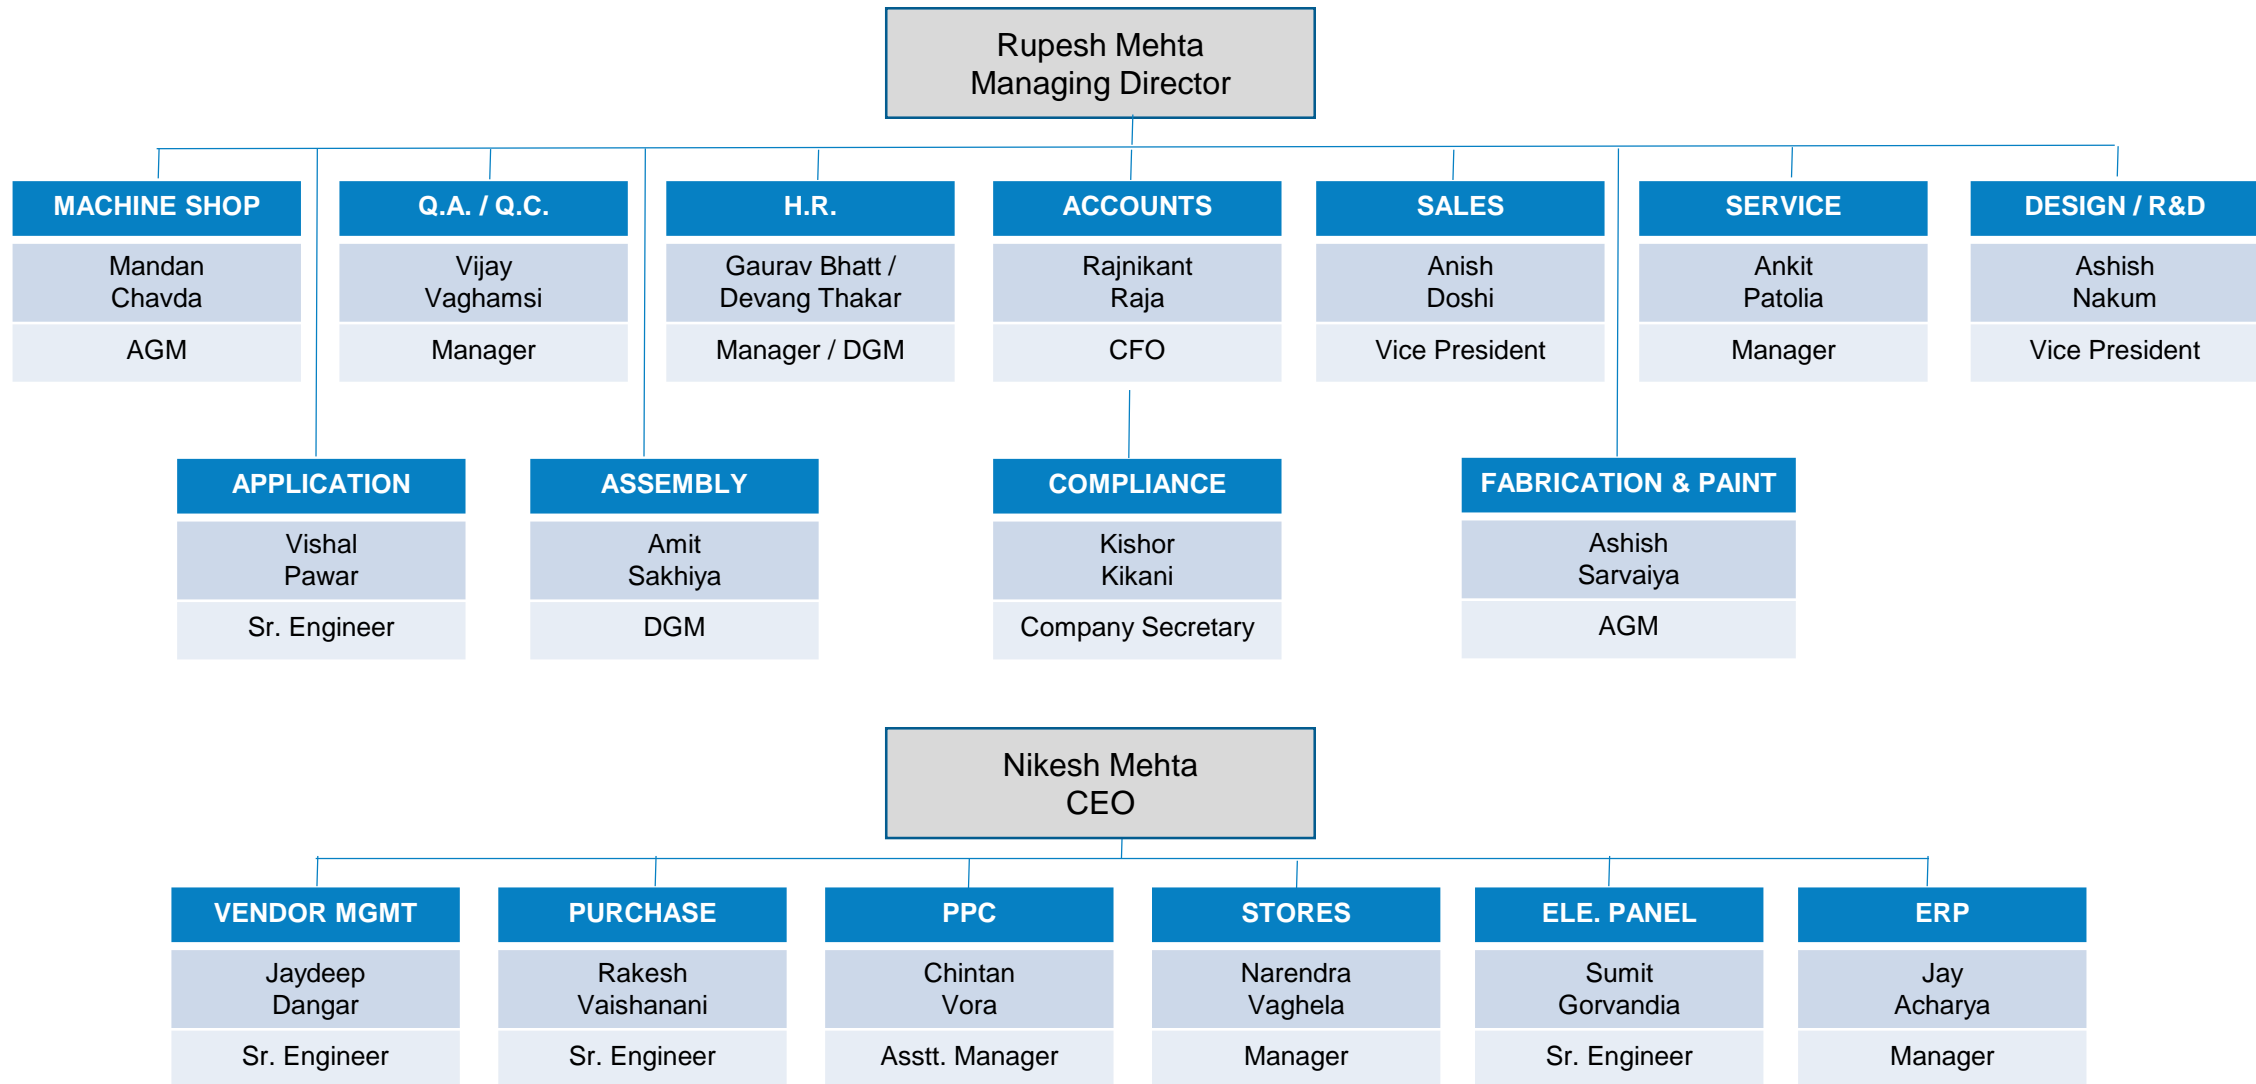 Rupesh Mehta
Managing Director
MACHINE SHOP
Mandan
Chavda
AGM
Q.A. / Q.C.
Vijay
Vaghamsi
Manager
H.R.
Gaurav Bhatt /
Devang Thakar
Manager / DGM
ACCOUNTS
Rajnikant
Raja
CFO
SALES
Anish
Doshi
Vice President
SERVICE
Ankit
Patolia
Manager
DESIGN / R&D
Ashish
Nakum
Vice President
APPLICATION
Vishal
Pawar
Sr. Engineer
ASSEMBLY
Amit
Sakhiya
DGM
COMPLIANCE
Kishor
Kikani
Company Secretary
FABRICATION & PAINT
Ashish
Sarvaiya
AGM
Nikesh Mehta
CEO
VENDOR MGMT
Jaydeep
Dangar
Sr. Engineer
PURCHASE
Rakesh
Vaishanani
Sr. Engineer
PPC
Chintan
Vora
Asstt. Manager
STORES
Narendra
Vaghela
Manager
ELE. PANEL
Sumit
Gorvandia
Sr. Engineer
ERP
Jay
Acharya
Manager